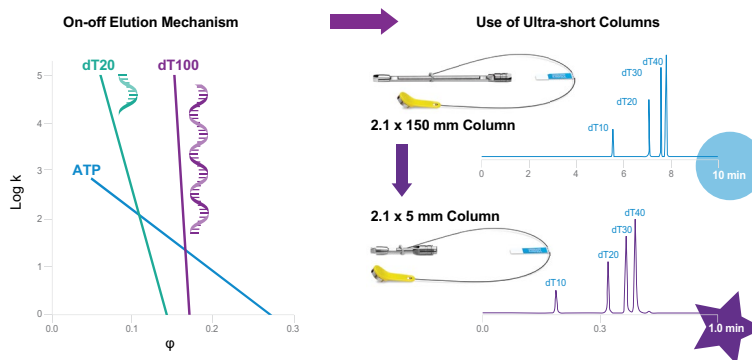 On-off Elution Mechanism
Use of Ultra-short Columns
dT20
dT100
ATP
Log k
5
4
3
2
1
0
0.0
0.1
0.2
0.3
φ
2.1 x 150 mm Column
dT10
dT20
dT30
dT40
0
2
4
6
8
10 min
2.1 x 5 mm Column
dT10
dT20
dT30
dT40
0.0
0.3
1.0 min